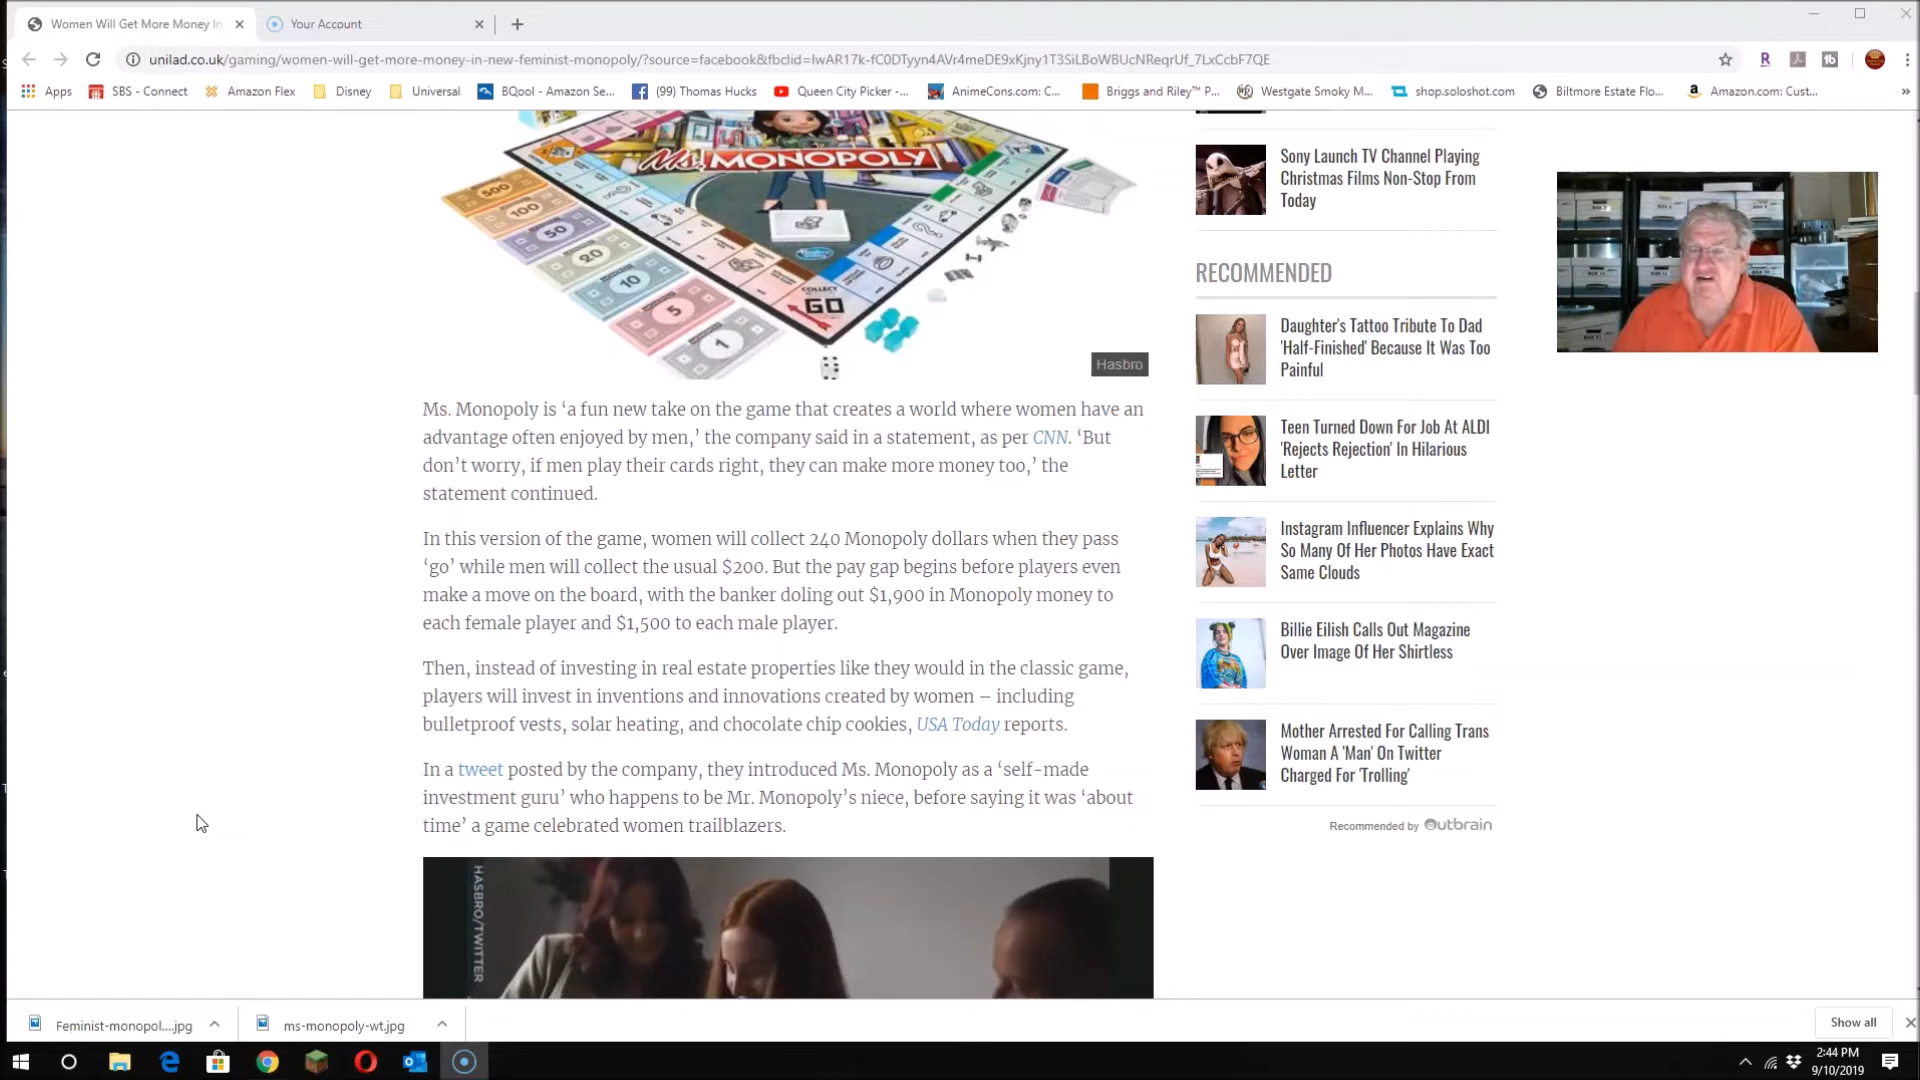 Women Will Get More Money In
Your Account
unilad.co.uk/gaming/women-will-get-more-money-in-new-feminist-monopoly/?source=facebook&fbclid=IwAR17k-fC0DTyyn4AVr4meDE9xKjny1T3SiLBoWBUcNReqrUf_7LxCcbF7QE
Apps SBS - Connect Amazon Flex Disney Universal BQool - Amazon Se... (99) Thomas Hucks Queen City Picker -... AnimeCons.com: C... Briggs and Riley™ P... Westgate Smoky M... shop.soloshot.com Biltmore Estate Flo... Amazon.com: Cust...
Ms. MONOPOLY
500
100
50
20
10
5
1
COLLECT
GO
Hasbro
Ms. Monopoly is ‘a fun new take on the game that creates a world where women have an
advantage often enjoyed by men,’ the company said in a statement, as per CNN. ‘But
don’t worry, if men play their cards right, they can make more money too,’ the
statement continued.
In this version of the game, women will collect 240 Monopoly dollars when they pass
‘go’ while men will collect the usual $200. But the pay gap begins before players even
make a move on the board, with the banker doling out $1,900 in Monopoly money to
each female player and $1,500 to each male player.
Then, instead of investing in real estate properties like they would in the classic game,
players will invest in inventions and innovations created by women – including
bulletproof vests, solar heating, and chocolate chip cookies, USA Today reports.
In a tweet posted by the company, they introduced Ms. Monopoly as a ‘self-made
investment guru’ who happens to be Mr. Monopoly’s niece, before saying it was ‘about
time’ a game celebrated women trailblazers.
HASBRO/TWITTER
Sony Launch TV Channel Playing
Christmas Films Non-Stop From
Today
RECOMMENDED
Daughter's Tattoo Tribute To Dad
'Half-Finished' Because It Was Too
Painful
Teen Turned Down For Job At ALDI
'Rejects Rejection' In Hilarious
Letter
Instagram Influencer Explains Why
So Many Of Her Photos Have Exact
Same Clouds
Billie Eilish Calls Out Magazine
Over Image Of Her Shirtless
Mother Arrested For Calling Trans
Woman A 'Man' On Twitter
Charged For 'Trolling'
Recommended by Outbrain
Feminist-monopol....jpg
ms-monopoly-wt.jpg
Show all
2:44 PM
9/10/2019